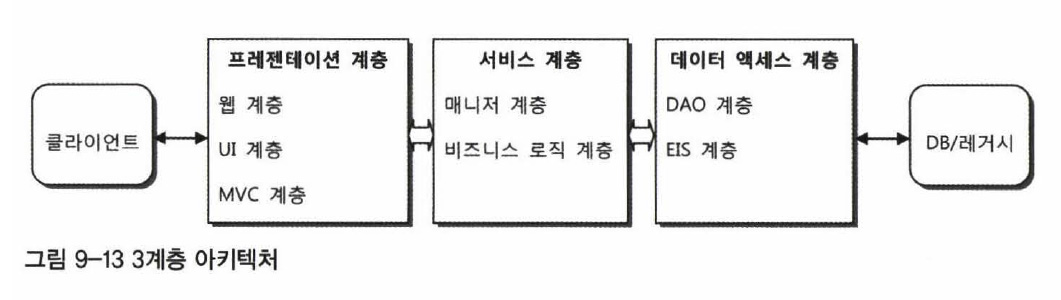 클라이언트
프레젠테이션 계층
웹 계층
UI 계층
MVC 계층
서비스 계층
매니저 계층
비즈니스 로직 계층
데이터 액세스 계층
DAO 계층
EIS 계층
DB/레거시
그림 9-13 3계층 아키텍처